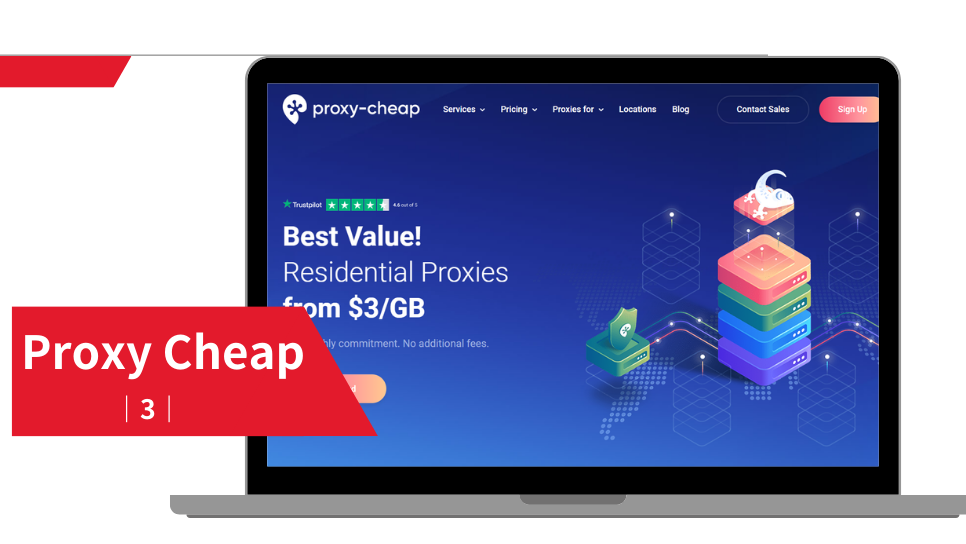 proxy-cheap Services Pricing Proxies for Locations Blog Contact Sales Sign Up
Trustpilot 4.6 out of 5
Best Value!
Residential Proxies
from $3/GB
commitment. No additional fees.
Proxy Cheap
| 3 |